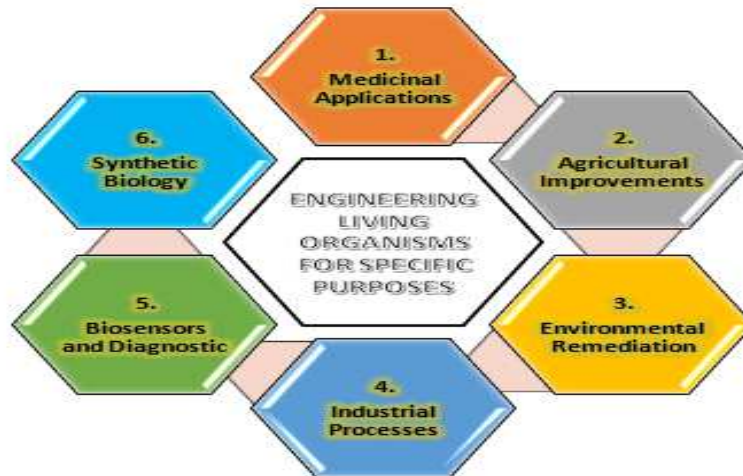 1.
Medicinal
Applications
2.
Agricultural
Improvements
3.
Environmental
Remediation
4.
Industrial
Processes
5.
Biosensors
and Diagnostic
6.
Synthetic
Biology
ENGINEERING
LIVING
ORGANISMS
FOR SPECIFIC
PURPOSES